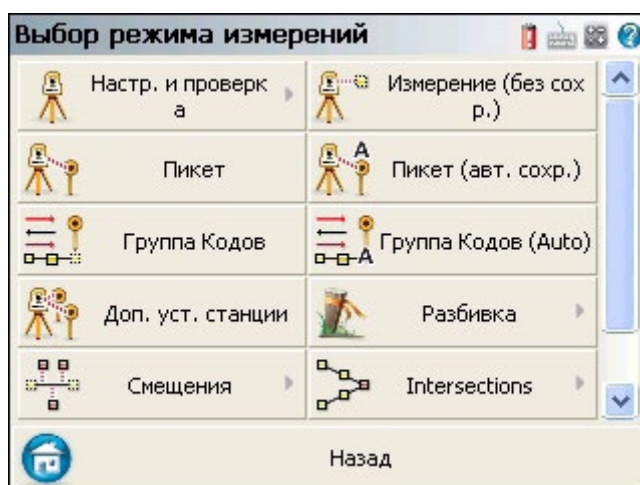 Выбор режима измерений
Настр. и проверк
а
Измерение (без сох
р.)
Пикет
A
Пикет (авт. сохр.)
Группа Кодов
A
Группа Кодов (Auto)
Доп. уст. станции
Разбивка
Смещения
Intersections
Назад